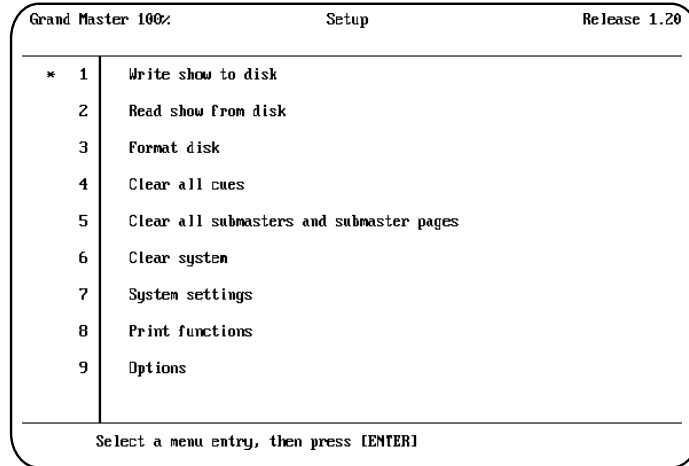 Grand Master 100% Setup Release 1.20
* 1 Write show to disk
2 Read show from disk
3 Format disk
4 Clear all cues
5 Clear all submasters and submaster pages
6 Clear system
7 System settings
8 Print functions
9 Options
Select a menu entry, then press [ENTER]